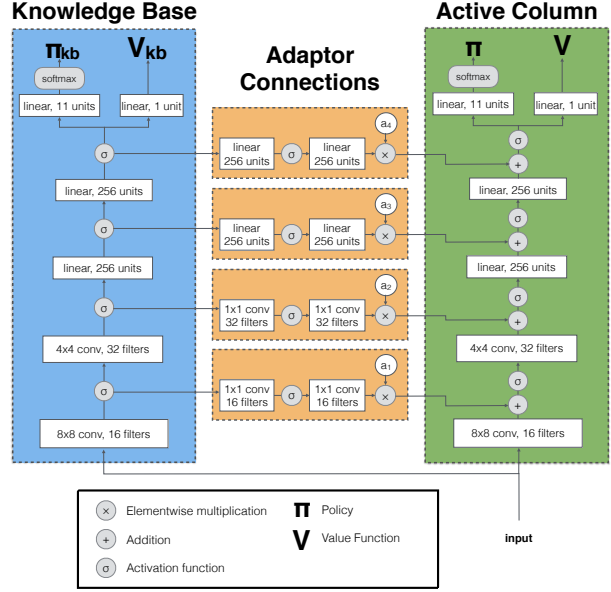 Knowledge Base
Active Column
Adaptor
Connections
πkb
Vkb
softmax
linear, 11 units
linear, 1 unit
σ
linear, 256 units
σ
linear, 256 units
σ
4x4 conv, 32 filters
σ
8x8 conv, 16 filters
a4
linear
256 units
σ
linear
256 units
×
a3
linear
256 units
σ
linear
256 units
×
a2
1x1 conv
32 filters
σ
1x1 conv
32 filters
×
a1
1x1 conv
16 filters
σ
1x1 conv
16 filters
×
π
V
softmax
linear, 11 units
linear, 1 unit
σ
+
linear, 256 units
σ
+
linear, 256 units
σ
+
4x4 conv, 32 filters
σ
+
8x8 conv, 16 filters
input
× Elementwise multiplication
+ Addition
σ Activation function
π Policy
V Value Function